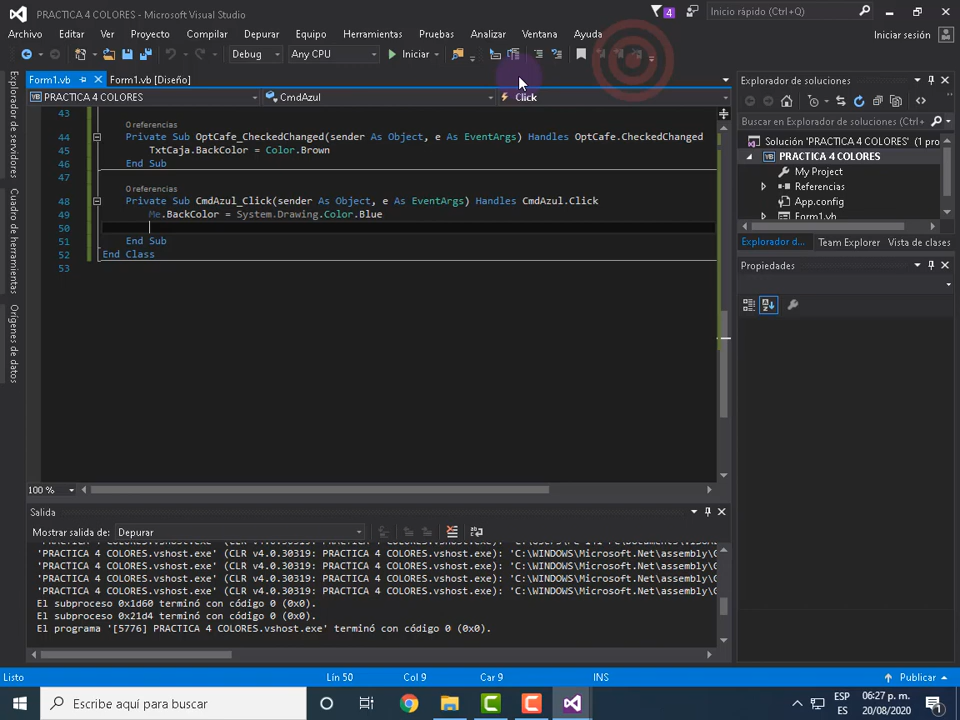 PRACTICA 4 COLORES - Microsoft Visual Studio
4
Inicio rápido (Ctrl+Q)
Archivo Editar Ver Proyecto Compilar Depurar Equipo Herramientas Pruebas Analizar Ventana Ayuda
Iniciar sesión
Debug Any CPU Iniciar
Form1.vb Form1.vb [Diseño]
PRACTICA 4 COLORES CmdAzul Click
43
0 referencias
44 Private Sub OptCafe_CheckedChanged(sender As Object, e As EventArgs) Handles OptCafe.CheckedChanged
45 TxtCaja.BackColor = Color.Brown
46 End Sub
47
0 referencias
48 Private Sub CmdAzul_Click(sender As Object, e As EventArgs) Handles CmdAzul.Click
49 Me.BackColor = System.Drawing.Color.Blue
50
51 End Sub
52 End Class
53
100 %
Explorador de servidores
Cuadro de herramientas
Orígenes de datos
Explorador de soluciones
Buscar en Explorador de soluciones (Ctrl+
Solución 'PRACTICA 4 COLORES' (1 pro
PRACTICA 4 COLORES
My Project
References
App.config
Form1.vb
Explorador d... Team Explorer Vista de clases
Propiedades
Salida
Mostrar salida de: Depurar
'PRACTICA 4 COLORES.vshost.exe' (CLR v4.0.30319: PRACTICA 4 COLORES.vshost.exe): 'C:\WINDOWS\Microsoft.Net\assembly\G
'PRACTICA 4 COLORES.vshost.exe' (CLR v4.0.30319: PRACTICA 4 COLORES.vshost.exe): 'C:\WINDOWS\Microsoft.Net\assembly\G
'PRACTICA 4 COLORES.vshost.exe' (CLR v4.0.30319: PRACTICA 4 COLORES.vshost.exe): 'C:\WINDOWS\Microsoft.Net\assembly\G
'PRACTICA 4 COLORES.vshost.exe' (CLR v4.0.30319: PRACTICA 4 COLORES.vshost.exe): 'C:\WINDOWS\Microsoft.Net\assembly\G
El subproceso 0x1d60 terminó con código 0 (0x0).
El subproceso 0x21d4 terminó con código 0 (0x0).
El programa '[5776] PRACTICA 4 COLORES.vshost.exe' terminó con código 0 (0x0).
Listo Lín 50 Col 9 Car 9 INS Publicar
Escribe aquí para buscar
ESP
ES
06:27 p. m.
20/08/2020
1